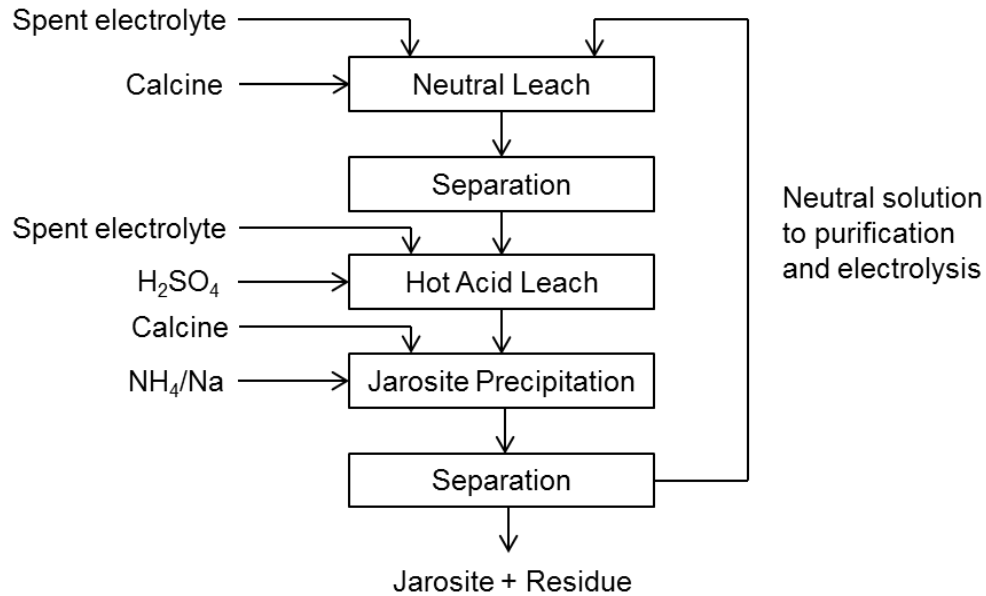 Spent electrolyte
Calcine
Neutral Leach
Separation
Neutral solution
to purification
and electrolysis
Spent electrolyte
H₂SO₄
Hot Acid Leach
Calcine
NH₄/Na
Jarosite Precipitation
Separation
Jarosite + Residue